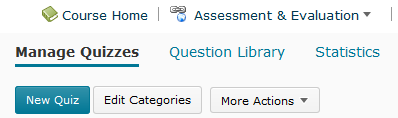 Course Home Assessment & Evaluation
Manage Quizzes Question Library Statistics
New Quiz Edit Categories More Actions